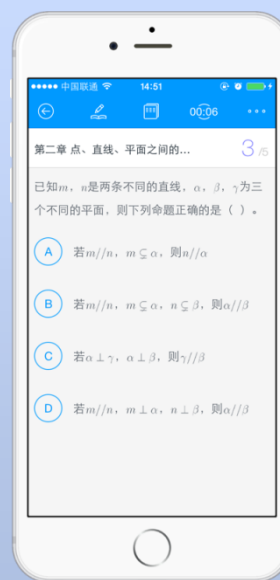 中国联通 14:51
00:06
第二章 点、直线、平面之间的... 3 /5
已知m，n是两条不同的直线，α，β，γ为三
个不同的平面，则下列命题正确的是（ ）。
A 若m//n，m⊊α，则n//α
B 若m//n，m⊊α，n⊊β，则α//β
C 若α⊥γ，α⊥β，则γ//β
D 若m//n，m⊥α，n⊥β，则α//β